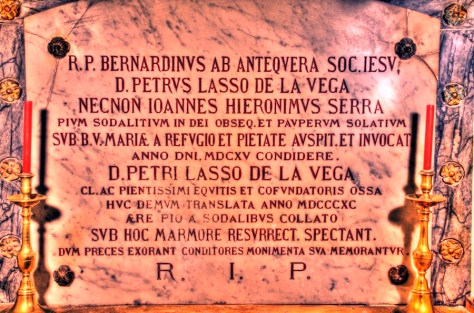 R.P. BERNARDINVS AB ANTEQVERA SOC. IESV,
D. PETRVS LASSO DE LA VEGA
NECNOÑ IOANNES HIERONIMVS SERRA
PIVM SODALITIVM IN DEI OBSEQ. ET PAVPERVM SOLATIVM
SVB B.V. MARIÆ A REFVGIO ET PIETATE AVSPIT. ET INVOCAT
ANNO DNI. MDCXV CONDIDERE.
D. PETRI LASSO DE LA VEGA
CL. AC PIENTISSIMI EQVITIS ET COFVNDATORIS OSSA
HVC DEMVM TRANSLATA ANNO MDCCCXC
ÆRE PIO A SODALIBVS COLLATO
SVB HOC MARMORE RESVRRECT. SPECTANT.
DVM PRECES EXORANT CONDITORES MONIMENTA SVA MEMORANTVR.
R. I. P.